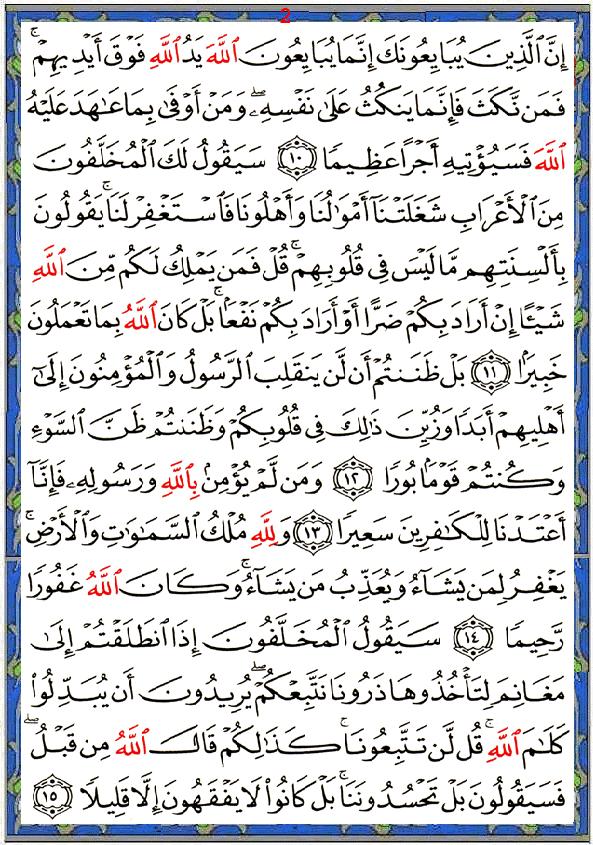 2
إِنَّ ٱلَّذِينَ يُبَايِعُونَكَ إِنَّمَا يُبَايِعُونَ ٱللَّهَ يَدُ ٱللَّهِ فَوْقَ أَيْدِيهِمْ ۚ
فَمَن نَّكَثَ فَإِنَّمَا يَنكُثُ عَلَىٰ نَفْسِهِۦ ۖ وَمَنْ أَوْفَىٰ بِمَا عَٰهَدَ عَلَيْهُ
ٱللَّهَ فَسَيُؤْتِيهِ أَجْرًا عَظِيمًا ١٠ سَيَقُولُ لَكَ ٱلْمُخَلَّفُونَ
مِنَ ٱلْأَعْرَابِ شَغَلَتْنَآ أَمْوَٰلُنَا وَأَهْلُونَا فَٱسْتَغْفِرْ لَنَا ۚ يَقُولُونَ
بِأَلْسِنَتِهِم مَّا لَيْسَ فِى قُلُوبِهِمْ ۚ قُلْ فَمَن يَمْلِكُ لَكُم مِّنَ ٱللَّهِ
شَيْـًٔا إِنْ أَرَادَ بِكُمْ ضَرًّا أَوْ أَرَادَ بِكُمْ نَفْعًۢا ۚ بَلْ كَانَ ٱللَّهُ بِمَا تَعْمَلُونَ
خَبِيرًۢا ١١ بَلْ ظَنَنتُمْ أَن لَّن يَنقَلِبَ ٱلرَّسُولُ وَٱلْمُؤْمِنُونَ إِلَىٰٓ
أَهْلِيهِمْ أَبَدًا وَزُيِّنَ ذَٰلِكَ فِى قُلُوبِكُمْ وَظَنَنتُمْ ظَنَّ ٱلسَّوْءِ
وَكُنتُمْ قَوْمًۢا بُورًا ١٢ وَمَن لَّمْ يُؤْمِنۢ بِٱللَّهِ وَرَسُولِهِۦ فَإِنَّآ
أَعْتَدْنَا لِلْكَٰفِرِينَ سَعِيرًا ١٣ وَلِلَّهِ مُلْكُ ٱلسَّمَٰوَٰتِ وَٱلْأَرْضِ ۚ
يَغْفِرُ لِمَن يَشَآءُ وَيُعَذِّبُ مَن يَشَآءُ ۚ وَكَانَ ٱللَّهُ غَفُورًا
رَّحِيمًا ١٤ سَيَقُولُ ٱلْمُخَلَّفُونَ إِذَا ٱنطَلَقْتُمْ إِلَىٰ
مَغَانِمَ لِتَأْخُذُوهَا ذَرُونَا نَتَّبِعْكُمْ ۖ يُرِيدُونَ أَن يُبَدِّلُوا۟
كَلَٰمَ ٱللَّهِ ۚ قُل لَّن تَتَّبِعُونَا ۚ كَذَٰلِكُمْ قَالَ ٱللَّهُ مِن قَبْلُ ۖ
فَسَيَقُولُونَ بَلْ تَحْسُدُونَنَا ۚ بَلْ كَانُوا۟ لَا يَفْقَهُونَ إِلَّا قَلِيلًا ١٥